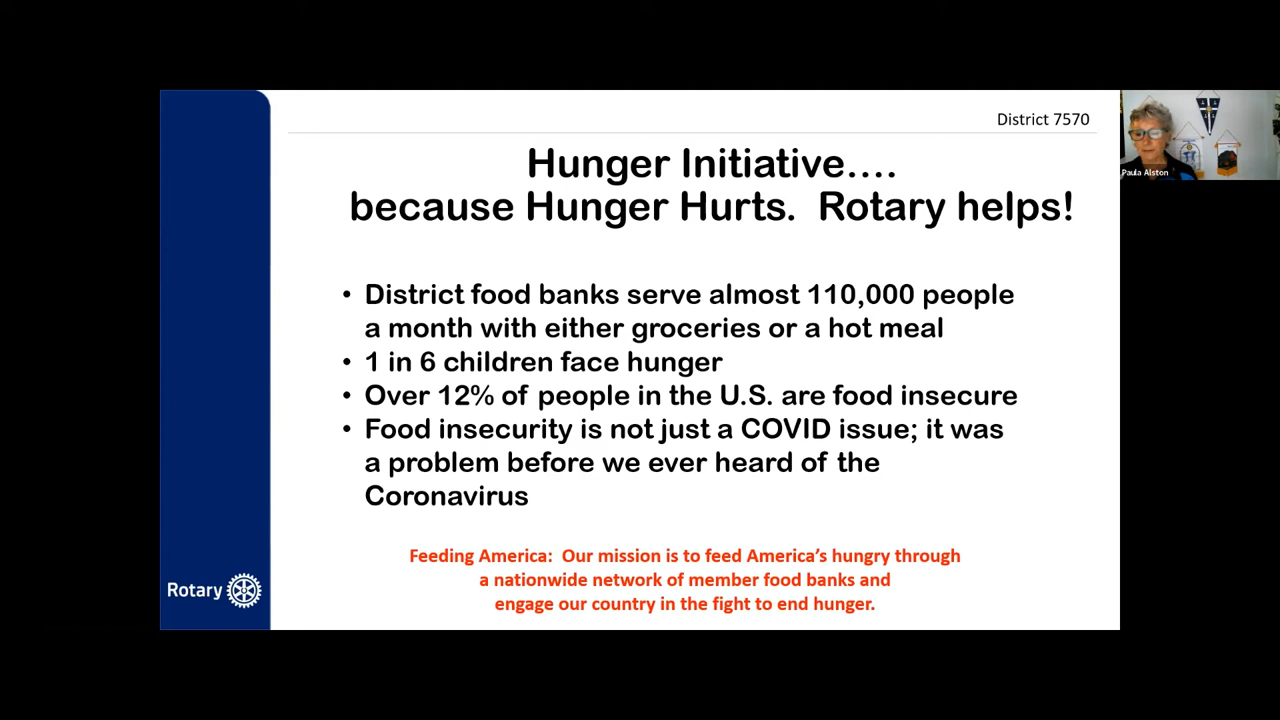 District 7570
Hunger Initiative....
because Hunger Hurts.  Rotary helps!
• District food banks serve almost 110,000 people
a month with either groceries or a hot meal
• 1 in 6 children face hunger
• Over 12% of people in the U.S. are food insecure
• Food insecurity is not just a COVID issue; it was
a problem before we ever heard of the
Coronavirus
Feeding America:  Our mission is to feed America's hungry through
a nationwide network of member food banks and
engage our country in the fight to end hunger.
Rotary
Paula Alston